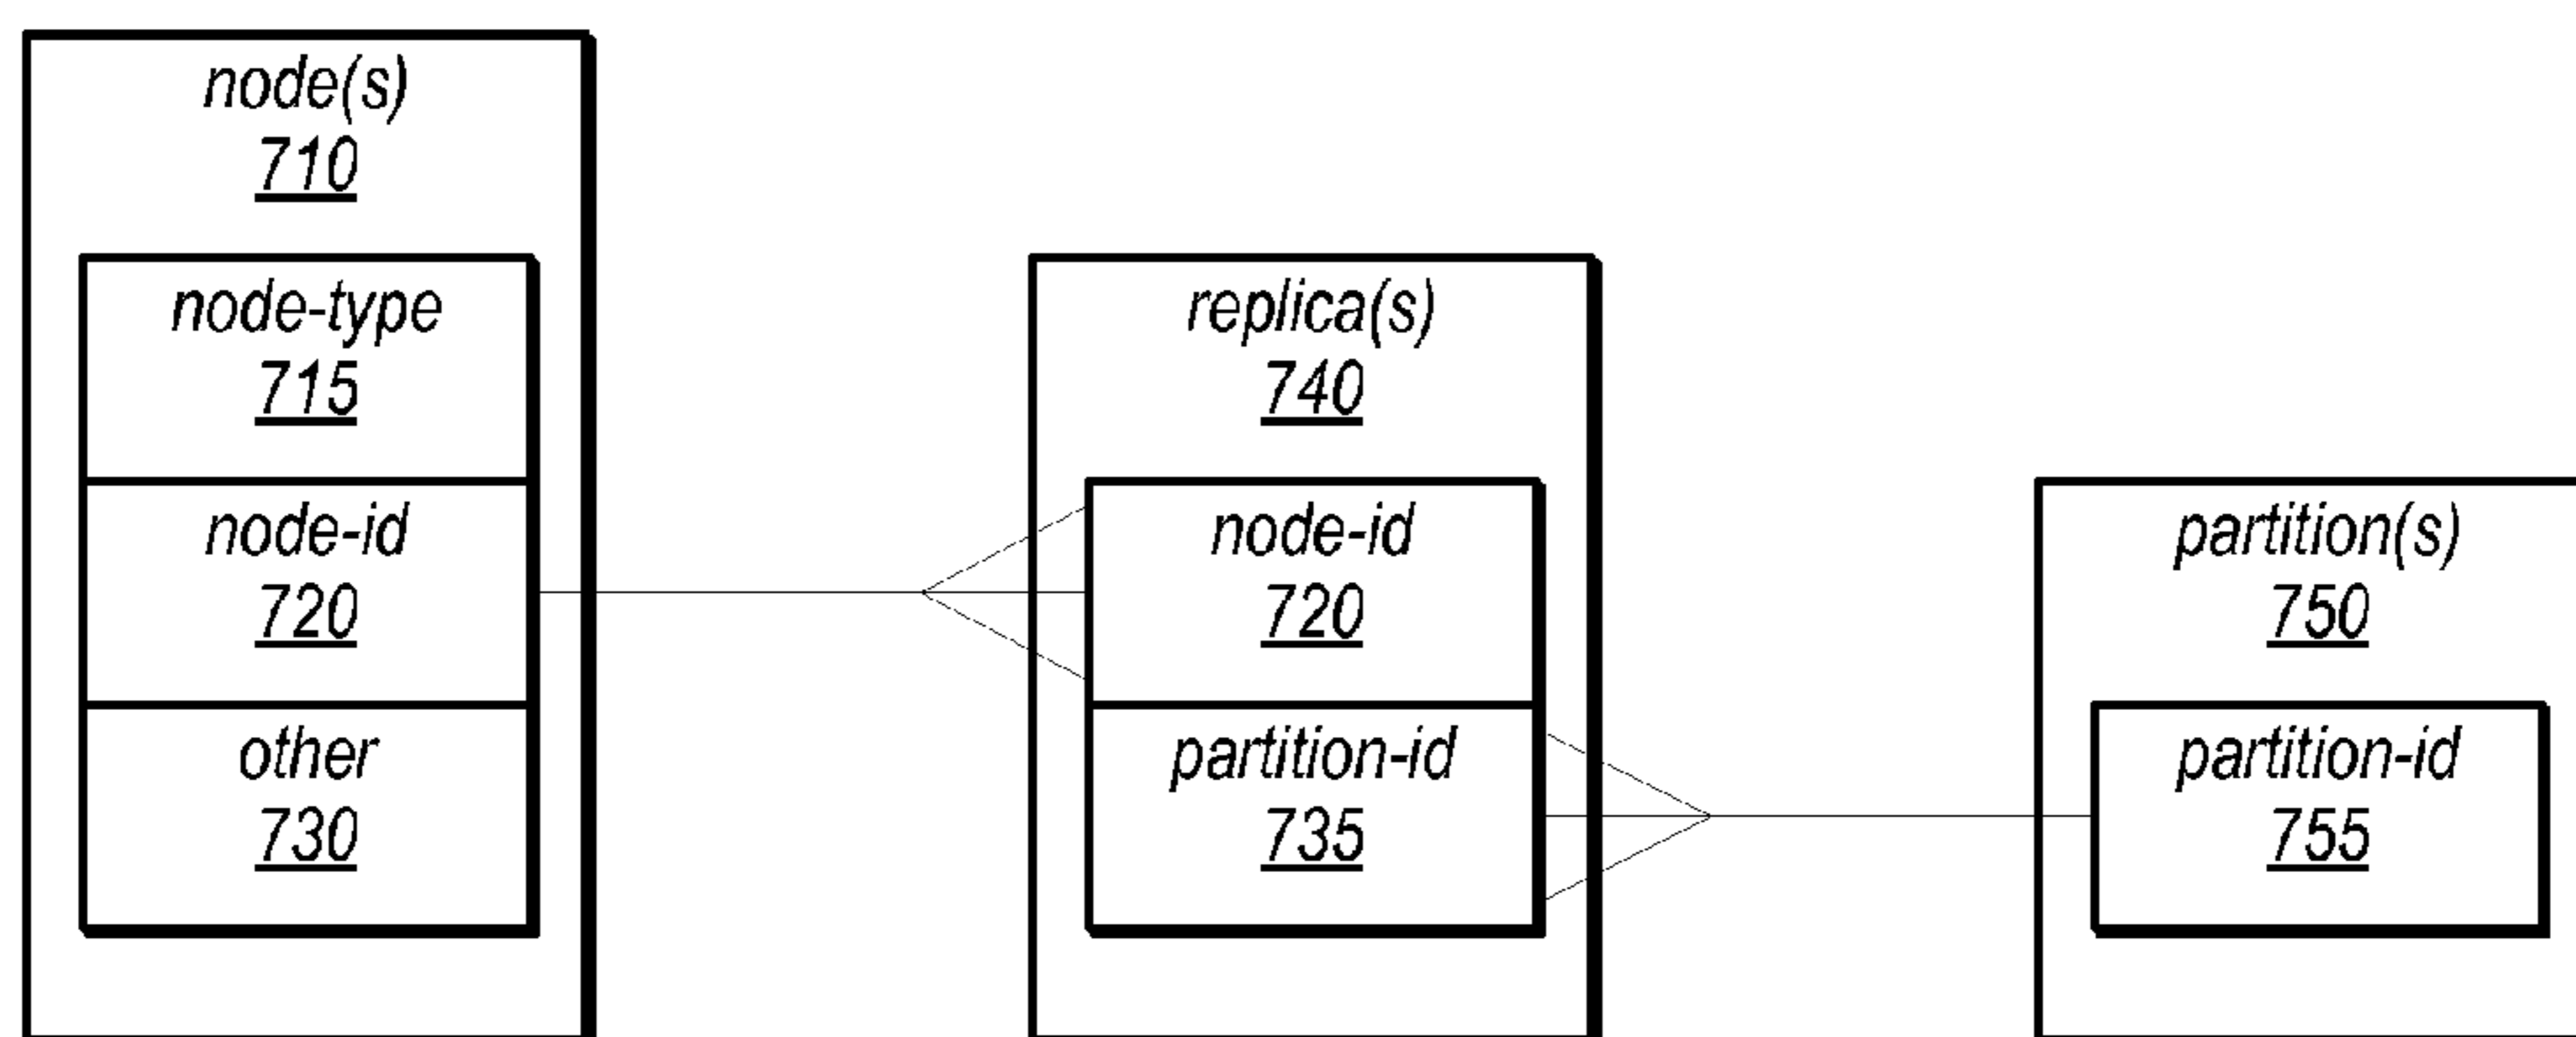 node(s)
710
node-type
715
node-id
720
other
730
replica(s)
740
node-id
720
partition-id
735
partition(s)
750
partition-id
755